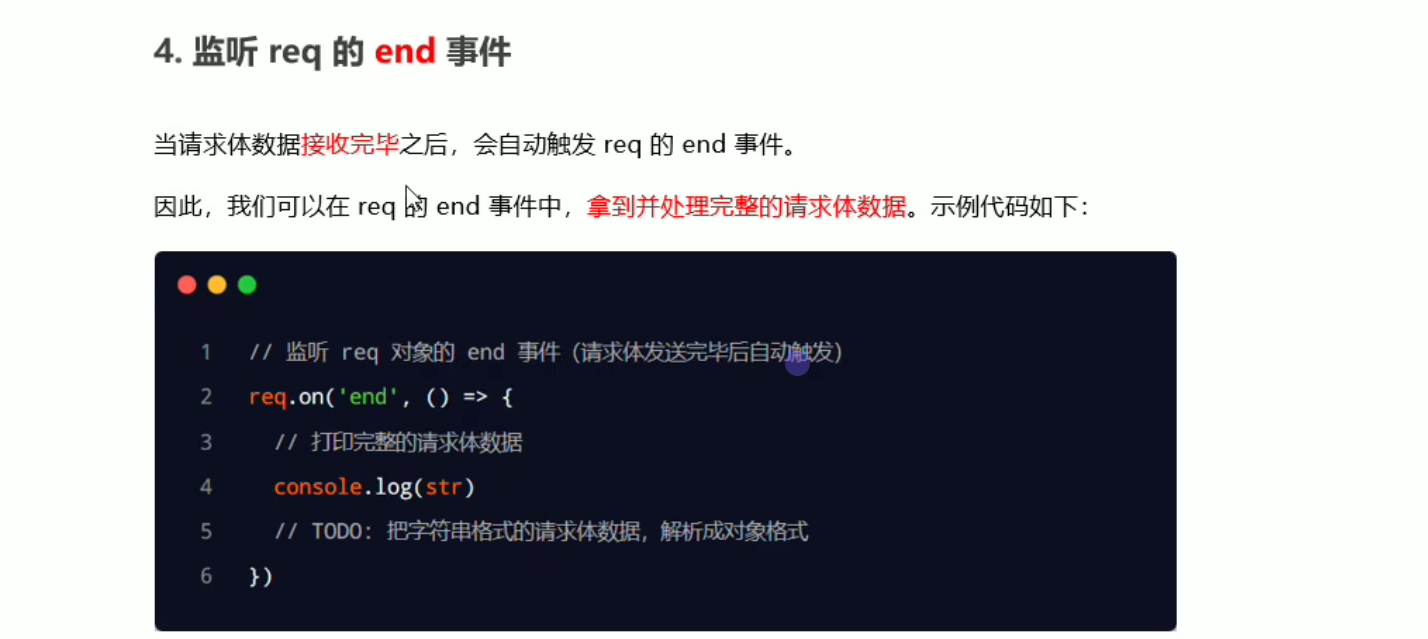 4. 监听 req 的 end 事件
当请求体数据接收完毕之后，会自动触发 req 的 end 事件。
因此，我们可以在 req 的 end 事件中，拿到并处理完整的请求体数据。示例代码如下：
1 // 监听 req 对象的 end 事件（请求体发送完毕后自动触发）
2 req.on('end', () => {
3 // 打印完整的请求体数据
4 console.log(str)
5 // TODO: 把字符串格式的请求体数据，解析成对象格式
6 })